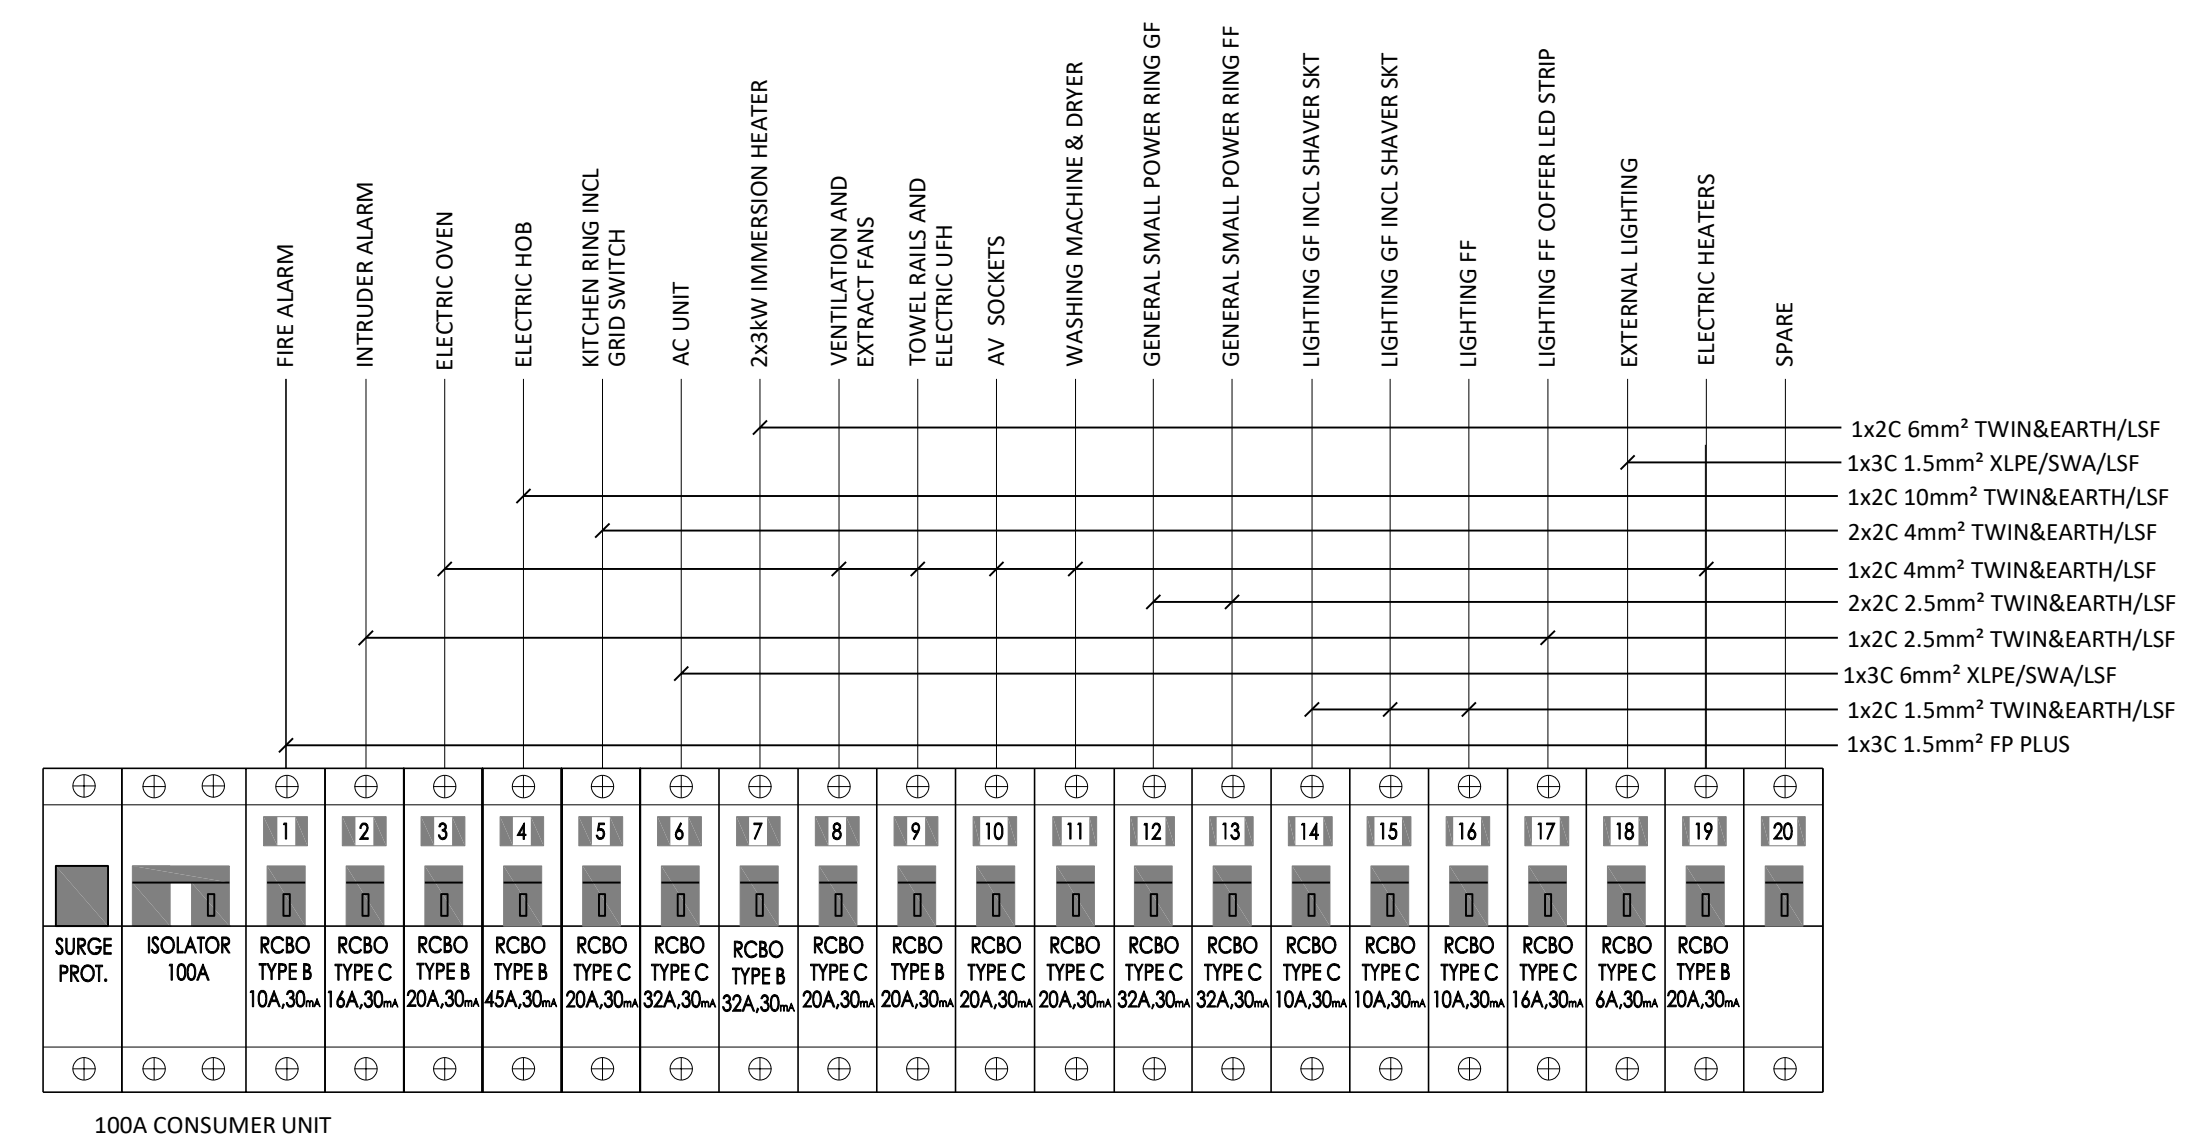 FIRE ALARM
INTRUDER ALARM
ELECTRIC OVEN
ELECTRIC HOB
KITCHEN RING INCL
GRID SWITCH
AC UNIT
2x3kW IMMERSION HEATER
VENTILATION AND
EXTRACT FANS
TOWEL RAILS AND
ELECTRIC UFH
AV SOCKETS
WASHING MACHINE & DRYER
GENERAL SMALL POWER RING GF
GENERAL SMALL POWER RING FF
LIGHTING GF INCL SHAVER SKT
LIGHTING GF INCL SHAVER SKT
LIGHTING FF
LIGHTING FF COFFER LED STRIP
EXTERNAL LIGHTING
ELECTRIC HEATERS
SPARE
1x2C 6mm² TWIN&EARTH/LSF
1x3C 1.5mm² XLPE/SWA/LSF
1x2C 10mm² TWIN&EARTH/LSF
2x2C 4mm² TWIN&EARTH/LSF
1x2C 4mm² TWIN&EARTH/LSF
2x2C 2.5mm² TWIN&EARTH/LSF
1x2C 2.5mm² TWIN&EARTH/LSF
1x3C 6mm² XLPE/SWA/LSF
1x2C 1.5mm² TWIN&EARTH/LSF
1x3C 1.5mm² FP PLUS
SURGE
PROT.
ISOLATOR
100A
1
RCBO
TYPE B
10A,30mA
2
RCBO
TYPE C
16A,30mA
3
RCBO
TYPE B
20A,30mA
4
RCBO
TYPE B
45A,30mA
5
RCBO
TYPE C
20A,30mA
6
RCBO
TYPE C
32A,30mA
7
RCBO
TYPE B
32A,30mA
8
RCBO
TYPE C
20A,30mA
9
RCBO
TYPE B
20A,30mA
10
RCBO
TYPE C
20A,30mA
11
RCBO
TYPE C
20A,30mA
12
RCBO
TYPE C
32A,30mA
13
RCBO
TYPE C
32A,30mA
14
RCBO
TYPE C
10A,30mA
15
RCBO
TYPE C
10A,30mA
16
RCBO
TYPE C
10A,30mA
17
RCBO
TYPE C
16A,30mA
18
RCBO
TYPE C
6A,30mA
19
RCBO
TYPE B
20A,30mA
20
100A CONSUMER UNIT